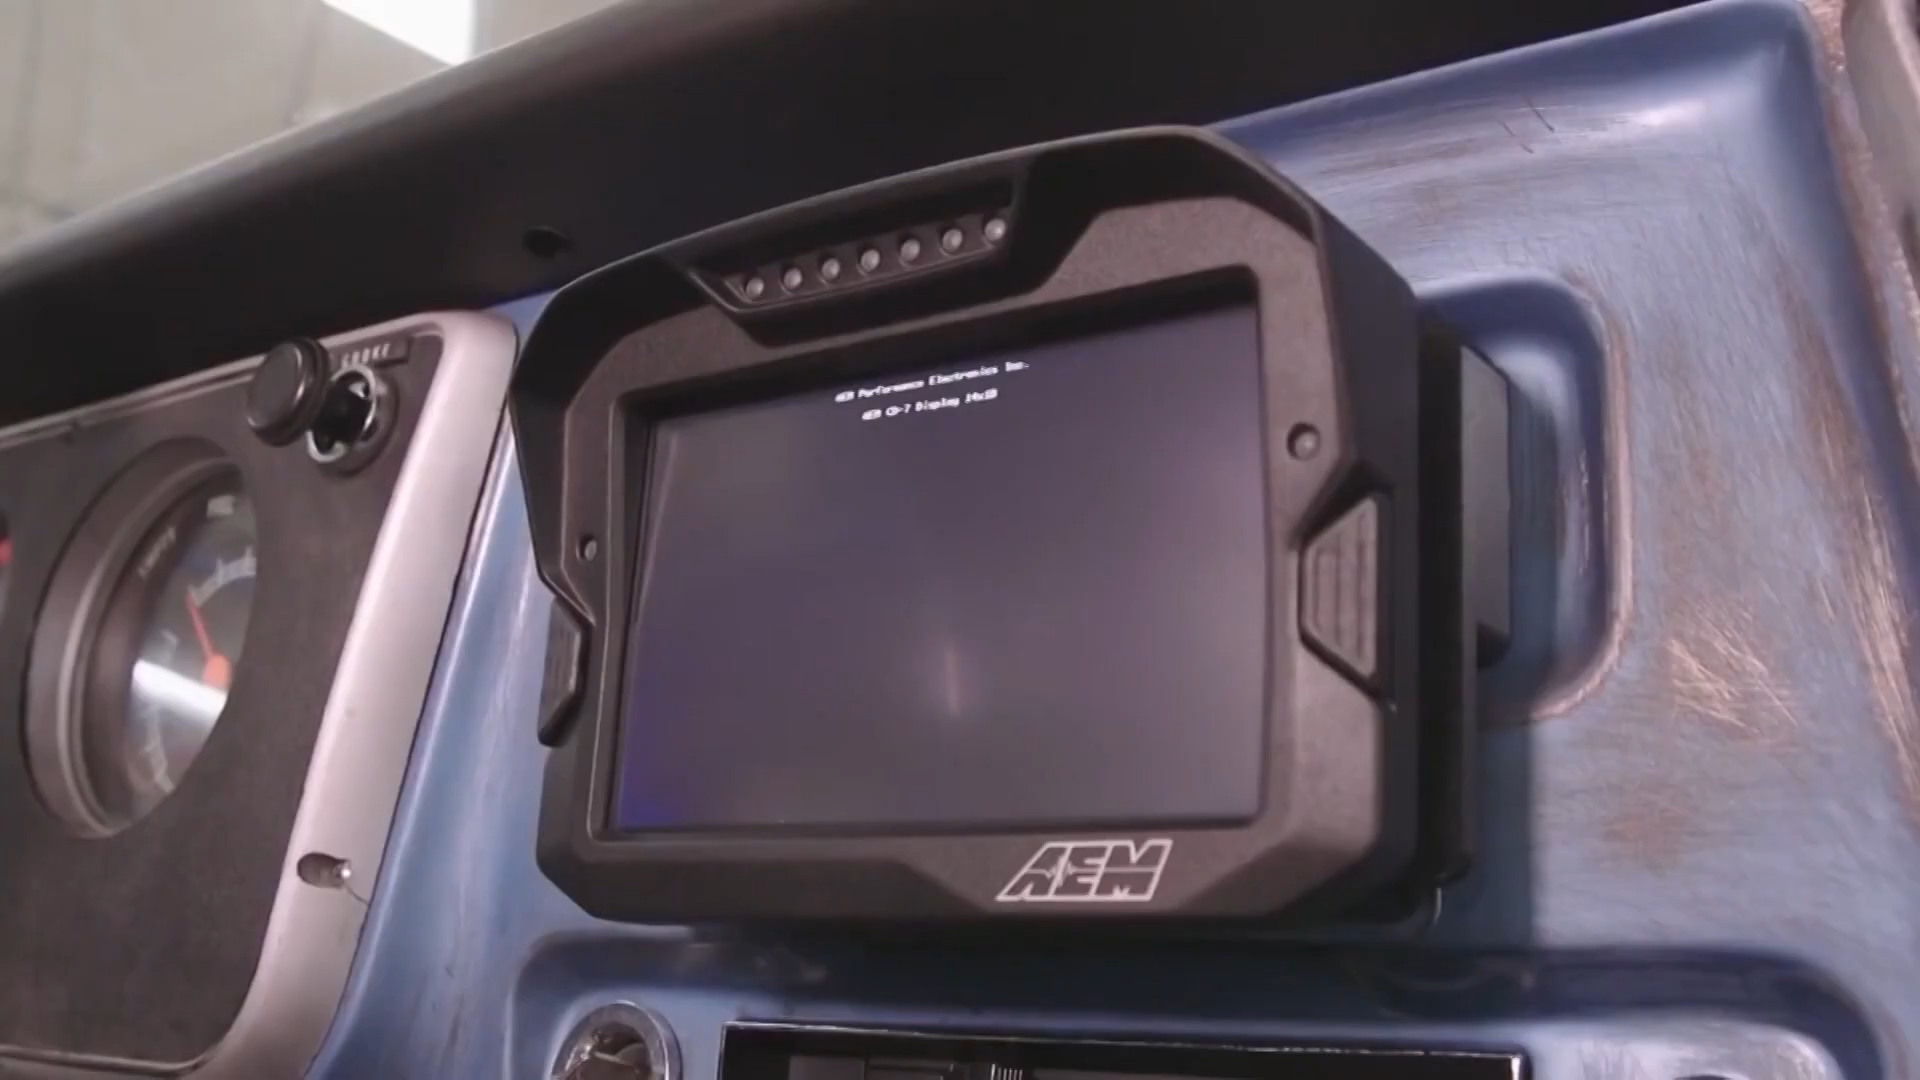 CHOKE
AEM Performance Electronics Inc.
AEM CD-7 Display
AEM